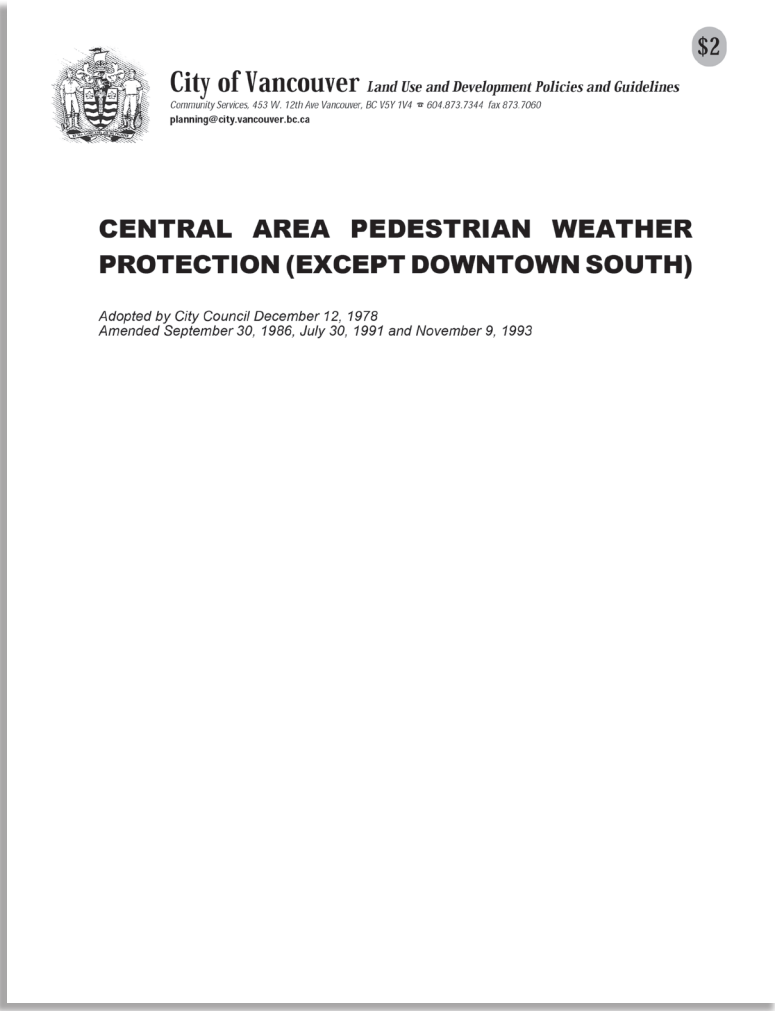 $2
City of Vancouver Land Use and Development Policies and Guidelines
Community Services, 453 W. 12th Ave Vancouver, BC V5Y 1V4 ☎ 604.873.7344 fax 873.7060
planning@city.vancouver.bc.ca
CENTRAL AREA PEDESTRIAN WEATHER
PROTECTION (EXCEPT DOWNTOWN SOUTH)
Adopted by City Council December 12, 1978
Amended September 30, 1986, July 30, 1991 and November 9, 1993